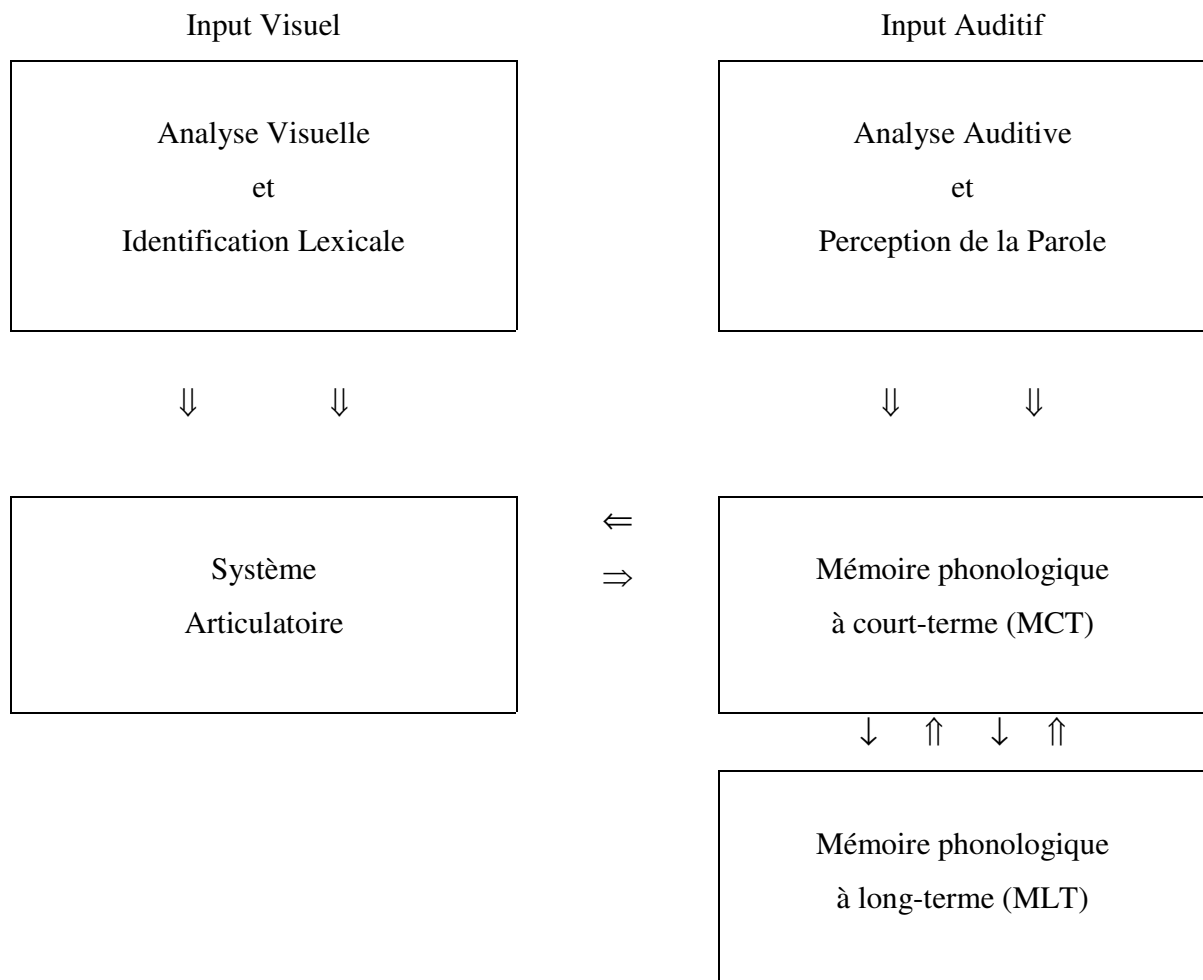 Input Visuel
Input Auditif
Analyse Visuelle
et
Identification Lexicale
Analyse Auditive
et
Perception de la Parole
⇓ ⇓
⇓ ⇓
Système
Articulatoire
⇐
⇒
Mémoire phonologique
à court-terme (MCT)
↓ ⇑ ↓ ⇑
Mémoire phonologique
à long-terme (MLT)